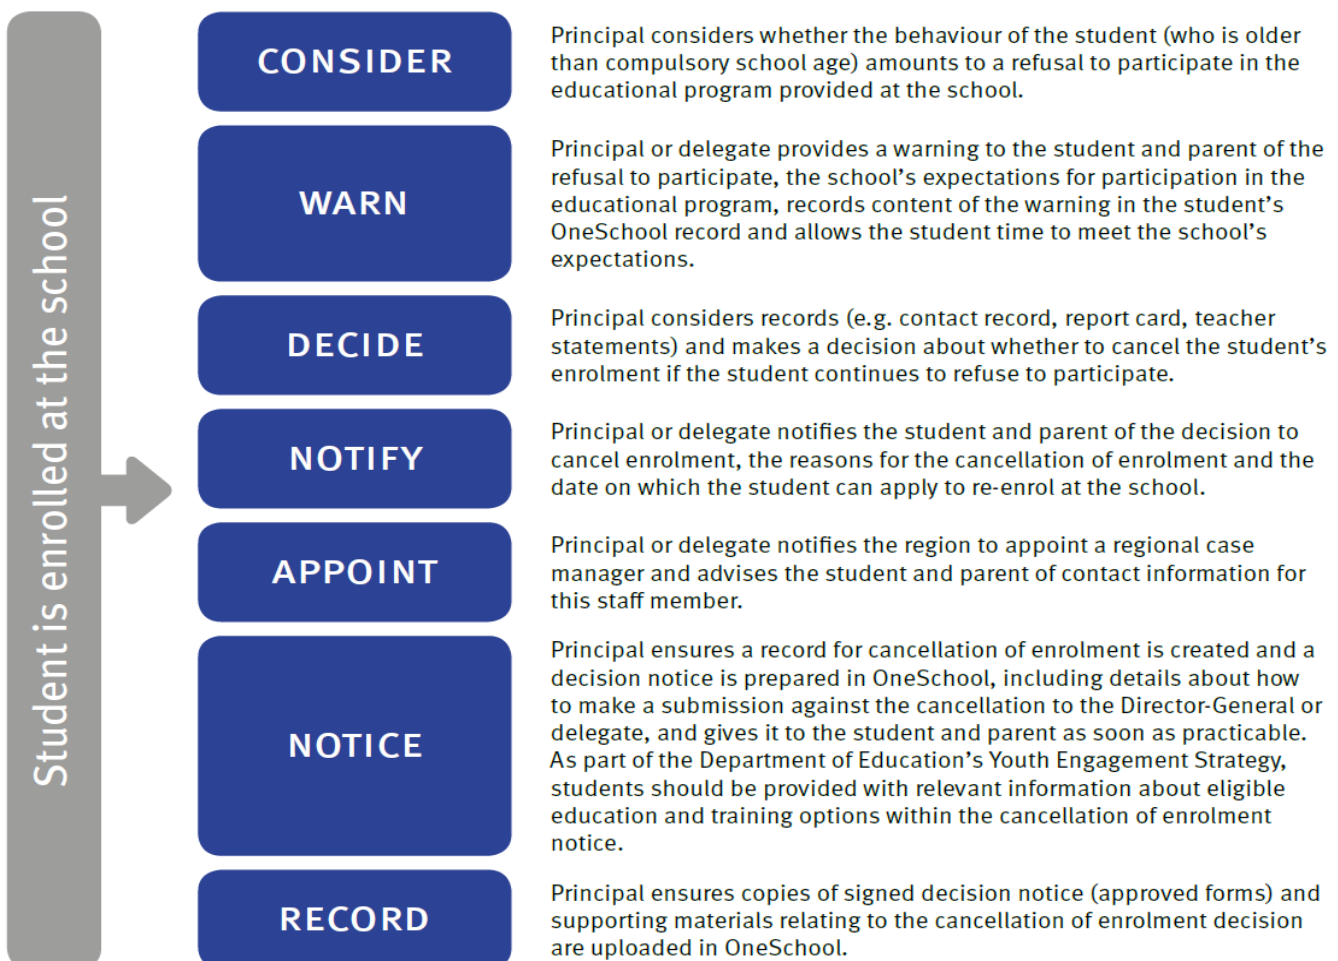 Student is enrolled at the school
CONSIDER
Principal considers whether the behaviour of the student (who is older
than compulsory school age) amounts to a refusal to participate in the
educational program provided at the school.
WARN
Principal or delegate provides a warning to the student and parent of the
refusal to participate, the school’s expectations for participation in the
educational program, records content of the warning in the student’s
OneSchool record and allows the student time to meet the school’s
expectations.
DECIDE
Principal considers records (e.g. contact record, report card, teacher
statements) and makes a decision about whether to cancel the student’s
enrolment if the student continues to refuse to participate.
NOTIFY
Principal or delegate notifies the student and parent of the decision to
cancel enrolment, the reasons for the cancellation of enrolment and the
date on which the student can apply to re-enrol at the school.
APPOINT
Principal or delegate notifies the region to appoint a regional case
manager and advises the student and parent of contact information for
this staff member.
NOTICE
Principal ensures a record for cancellation of enrolment is created and a
decision notice is prepared in OneSchool, including details about how
to make a submission against the cancellation to the Director-General or
delegate, and gives it to the student and parent as soon as practicable.
As part of the Department of Education’s Youth Engagement Strategy,
students should be provided with relevant information about eligible
education and training options within the cancellation of enrolment
notice.
RECORD
Principal ensures copies of signed decision notice (approved forms) and
supporting materials relating to the cancellation of enrolment decision
are uploaded in OneSchool.